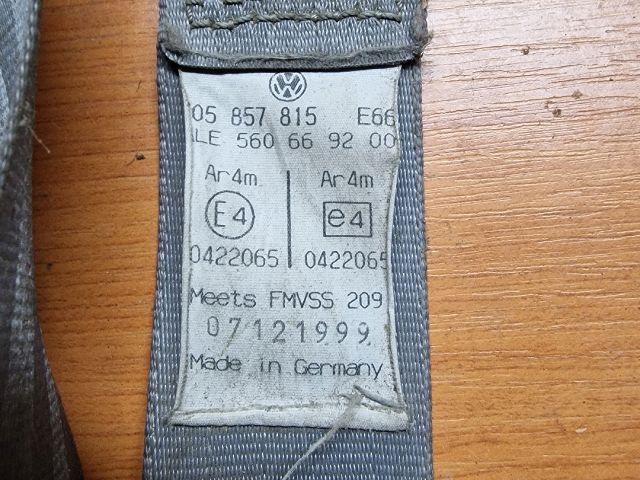 05 857 815 E66
LE 560 66 92 00
Ar4m Ar4m
E4 e4
0422065 0422065
Meets FMVSS 209
07121999
Made in Germany